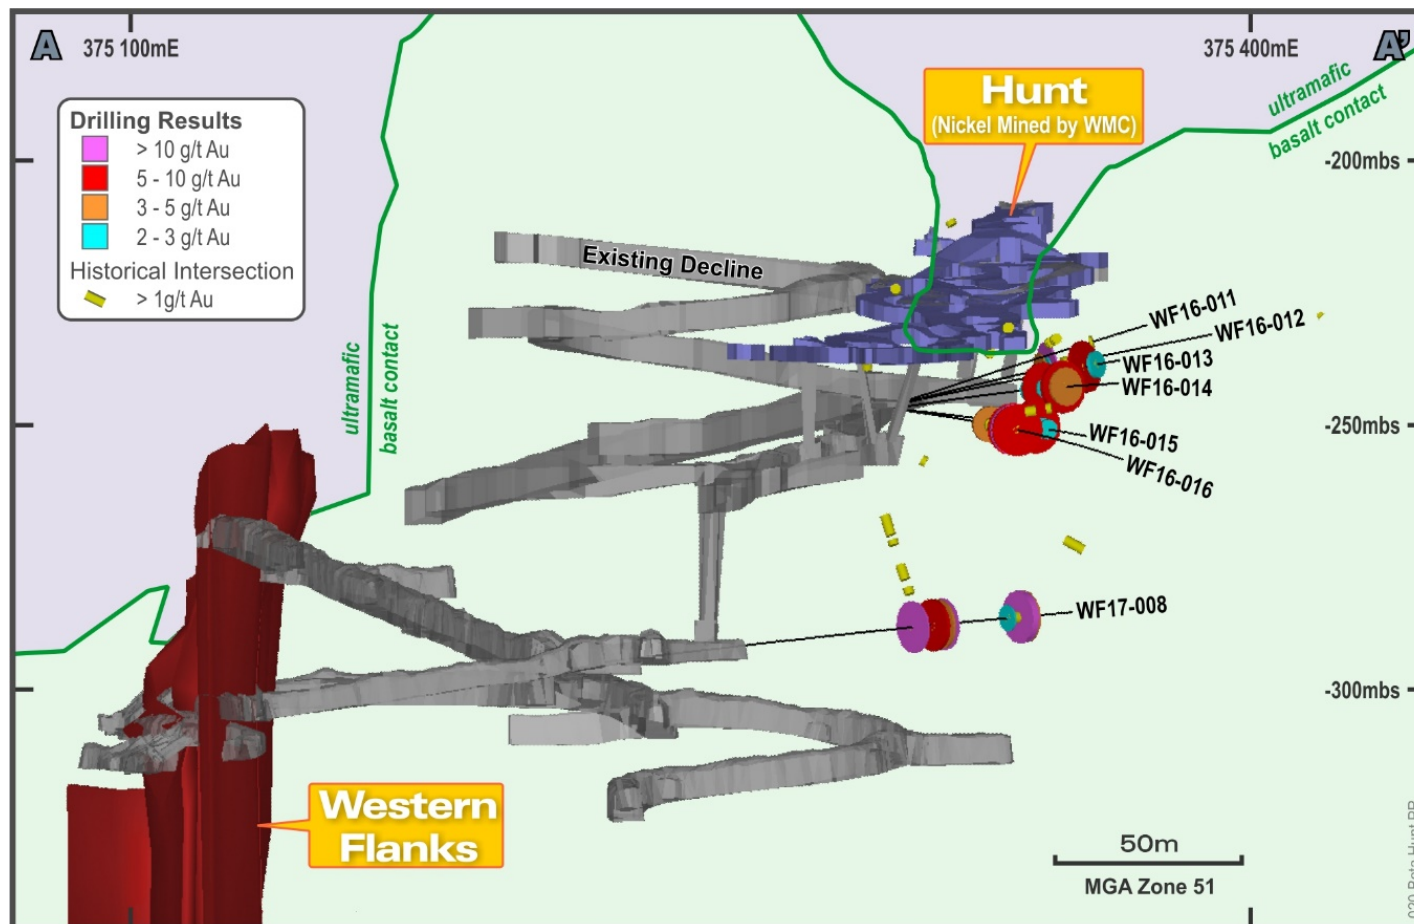 A
375 100mE
375 400mE
A'
Drilling Results
> 10 g/t Au
5 - 10 g/t Au
3 - 5 g/t Au
2 - 3 g/t Au
Historical Intersection
> 1g/t Au
Hunt
(Nickel Mined by WMC)
ultramafic
basalt contact
-200mbs
Existing Decline
WF16-011
WF16-012
WF16-013
WF16-014
ultramafic
basalt contact
-250mbs
WF16-015
WF16-016
WF17-008
-300mbs
Western
Flanks
50m
MGA Zone 51
Beta Hunt PR